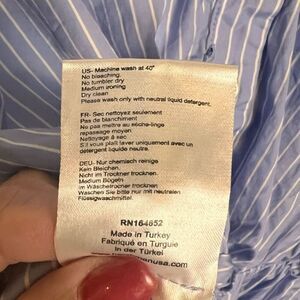 US- Machine wash at 40°
No bleaching.
No tumbler dry
Medium ironing
Dry clean
Please wash only with neutral liquid detergent.
FR- Sec nettoyez seulement
Pas de blanchiment
Ne pas mettre au sèche-linge
repassage moyen
Nettoyage à sec
S'il vous plaît laver uniquement avec un
détergent liquide neutre.
DEU- Nur chemisch reinige
Kein Bleichen.
Nicht im Trockner trocknen.
Medium Bügeln
im Wäschetrockner trocknen
Waschen Sie bitte nur mit neutralen
Flüssigwaschmittel.
RN164652
Made in Turkey
Fabriqué en Turquie
In der Türkei